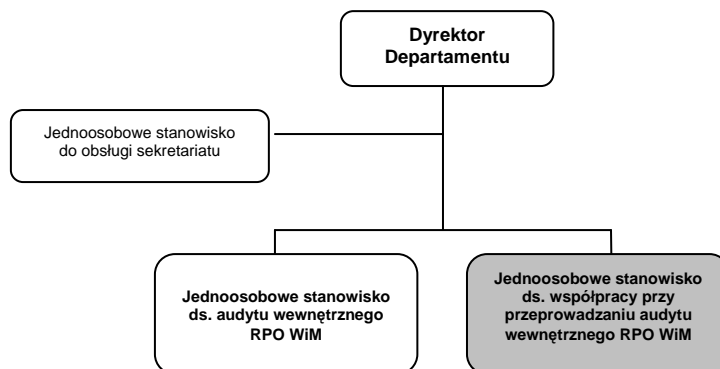 Dyrektor
Departamentu
Jednoosobowe stanowisko
do obsługi sekretariatu
Jednoosobowe stanowisko
ds. audytu wewnętrznego
RPO WiM
Jednoosobowe stanowisko
ds. współpracy przy
przeprowadzaniu audytu
wewnętrznego RPO WiM